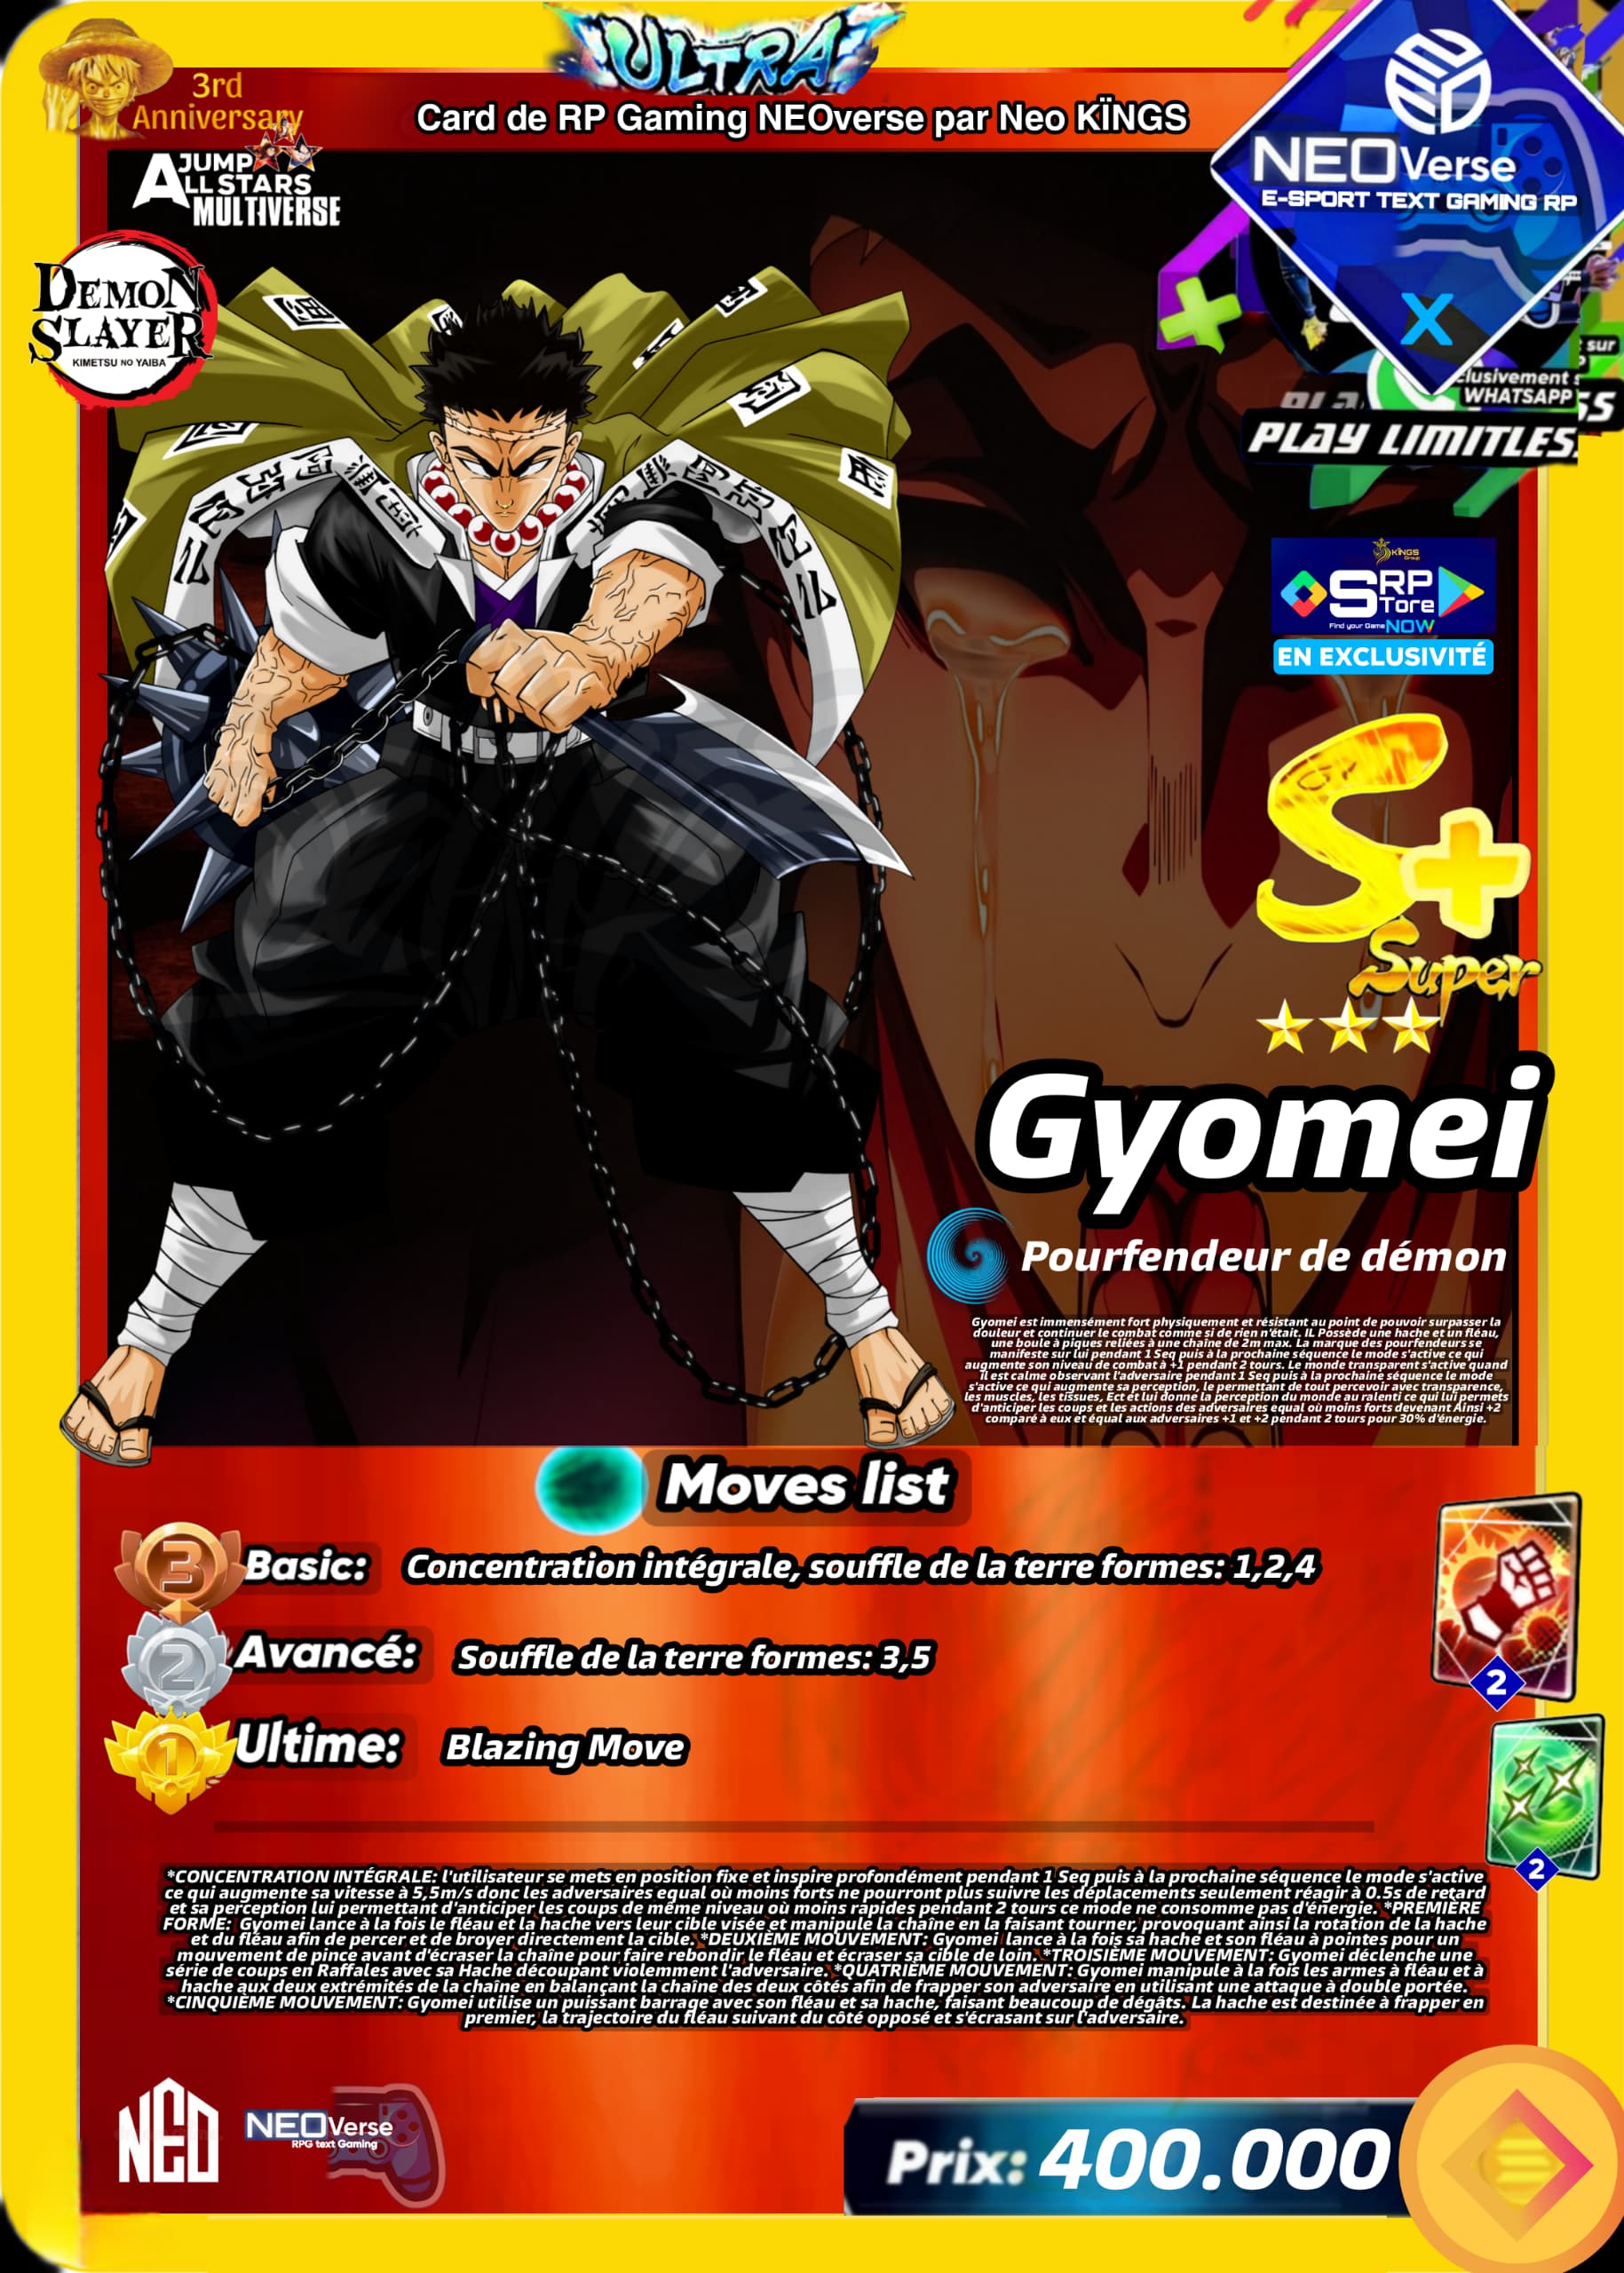 ULTRA
3rd
Anniversary
Card de RP Gaming NEOverse par Neo KÏNGS
JUMP
ALL STARS
MULTIVERSE
NEOVerse
E-SPORT TEXT GAMING RP
X
DEMON
SLAYER
KIMETSU NO YAIBA
sur
clusivement
WHATSAPP
PLAY LIMITLES
KINGS
Group
SRP
Tore
Find your Game NOW
EN EXCLUSIVITÉ
S+
Super
Gyomei
Pourfendeur de démon
Gyomei est immensément fort physiquement et résistant au point de pouvoir surpasser la
douleur et continuer le combat comme si de rien n'était. IL Possède une hache et un fléau,
une boule à piques reliées à une chaîne de 2m max. La marque des pourfendeurs se
manifeste sur lui pendant 1 Seq puis à la prochaine séquence le mode s'active ce qui
augmente son niveau de combat à +1 pendant 2 tours. Le monde transparent s'active quand
il est calme observant l'adversaire pendant 1 Seq puis à la prochaine séquence le mode
s'active ce qui augmente sa perception, le permettant de tout percevoir avec transparence,
les muscles, les tissues, Ect et lui donne la perception du monde au ralenti ce qui lui permets
d'anticiper les coups et les actions des adversaires equal où moins forts devenant Ainsi +2
comparé à eux et équal aux adversaires +1 et +2 pendant 2 tours pour 30% d'énergie.
Moves list
3 Basic: Concentration intégrale, souffle de la terre formes: 1,2,4
2 Avancé: Souffle de la terre formes: 3,5
2
1 Ultime: Blazing Move
2
*CONCENTRATION INTÉGRALE: l'utilisateur se mets en position fixe et inspire profondément pendant 1 Seq puis à la prochaine séquence le mode s'active
ce qui augmente sa vitesse à 5,5m/s donc les adversaires equal où moins forts ne pourront plus suivre les déplacements seulement réagir à 0.5s de retard
et sa perception lui permettant d'anticiper les coups de même niveau où moins rapides pendant 2 tours ce mode ne consomme pas d'énergie. *PREMIÈRE
FORME: Gyomei lance à la fois le fléau et la hache vers leur cible visée et manipule la chaîne en la faisant tourner, provoquant ainsi la rotation de la hache
et du fléau afin de percer et de broyer directement la cible. *DEUXIÈME MOUVEMENT: Gyomei lance à la fois sa hache et son fléau à pointes pour un
mouvement de pince avant d'écraser la chaîne pour faire rebondir le fléau et écraser sa cible de loin. *TROISIÈME MOUVEMENT: Gyomei déclenche une
série de coups en Raffales avec sa Hache découpant violemment l'adversaire. *QUATRIÈME MOUVEMENT: Gyomei manipule à la fois les armes à fléau et à
hache aux deux extrémités de la chaîne en balançant la chaîne des deux côtés afin de frapper son adversaire en utilisant une attaque à double portée.
*CINQUIÈME MOUVEMENT: Gyomei utilise un puissant barrage avec son fléau et sa hache, faisant beaucoup de dégâts. La hache est destinée à frapper en
premier, la trajectoire du fléau suivant du côté opposé et s'écrasant sur l'adversaire.
NEO
NEOVerse
RPG text Gaming
Prix: 400.000